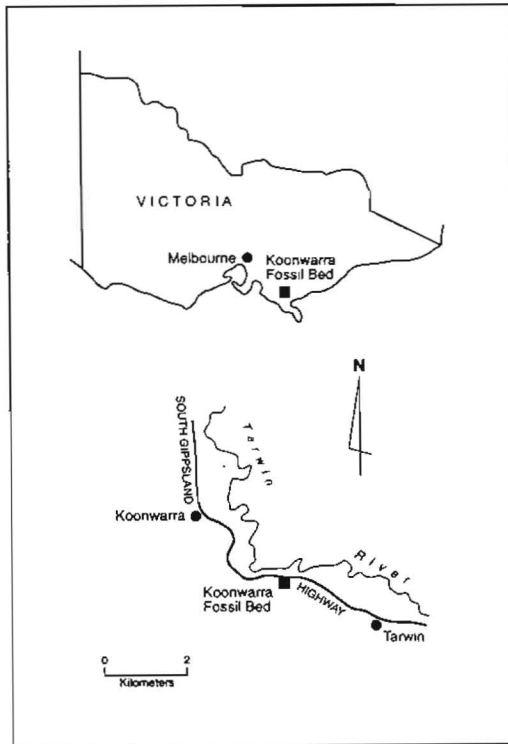 VICTORIA
Melbourne
Koonwarra
Fossil Bed
N
SOUTH GIPPSLAND
Tarwin
Koonwarra
River
Koonwarra
Fossil Bed
HIGHWAY
Tarwin
0 2
Kilometers